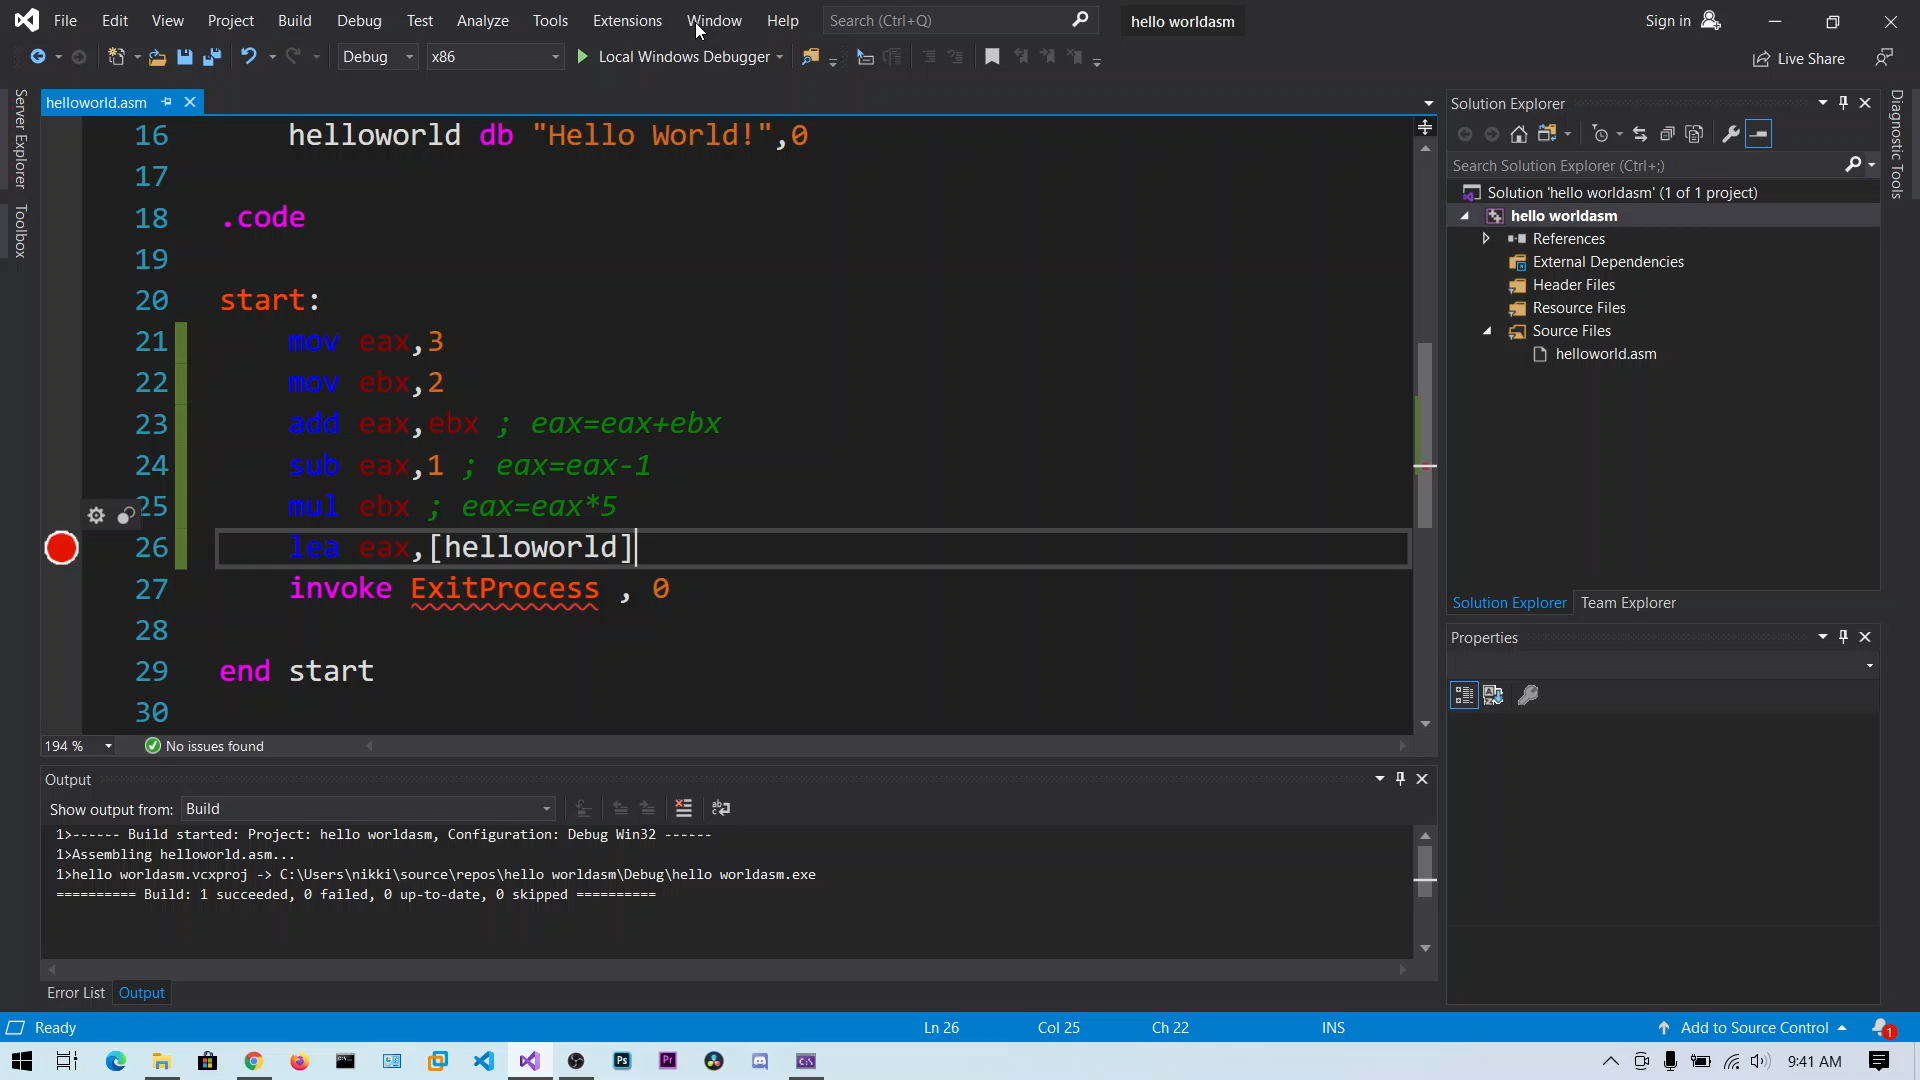 File Edit View Project Build Debug Test Analyze Tools Extensions Window Help Search (Ctrl+Q) hello worldasm Sign in
Debug x86 Local Windows Debugger Live Share
helloworld.asm
Server Explorer
Toolbox
16 helloworld db "Hello World!",0
17
18 .code
19
20 start:
21 mov eax,3
22 mov ebx,2
23 add eax,ebx ; eax=eax+ebx
24 sub eax,1 ; eax=eax-1
25 mul ebx ; eax=eax*5
26 lea eax,[helloworld]
27 invoke ExitProcess , 0
28
29 end start
30
194 % No issues found
Output
Show output from: Build
1>------ Build started: Project: hello worldasm, Configuration: Debug Win32 ------
1>Assembling helloworld.asm...
1>hello worldasm.vcxproj -> C:\Users\nikki\source\repos\hello worldasm\Debug\hello worldasm.exe
========== Build: 1 succeeded, 0 failed, 0 up-to-date, 0 skipped ==========
Error List Output
Solution Explorer
Search Solution Explorer (Ctrl+;)
Solution 'hello worldasm' (1 of 1 project)
hello worldasm
References
External Dependencies
Header Files
Resource Files
Source Files
helloworld.asm
Solution Explorer Team Explorer
Properties
Diagnostic Tools
Ready Ln 26 Col 25 Ch 22 INS Add to Source Control 1
Ps Pr 9:41 AM